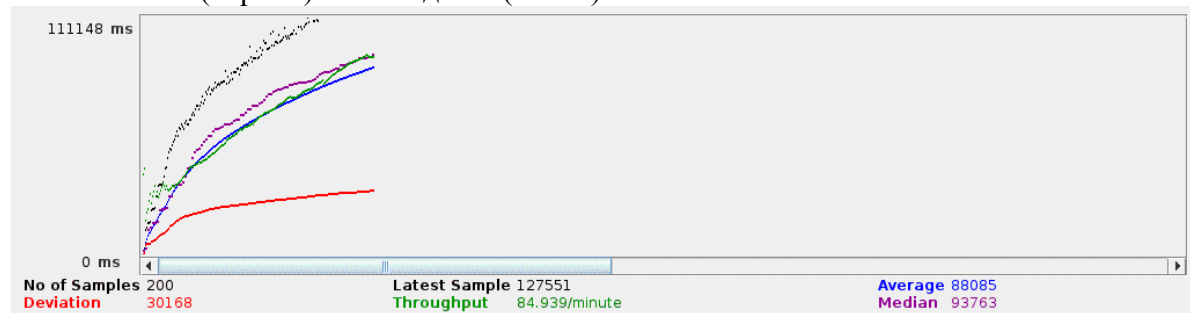 111148 ms
0 ms
No of Samples 200 Latest Sample 127551 Average 88085
Deviation 30168 Throughput 84.939/minute Median 93763